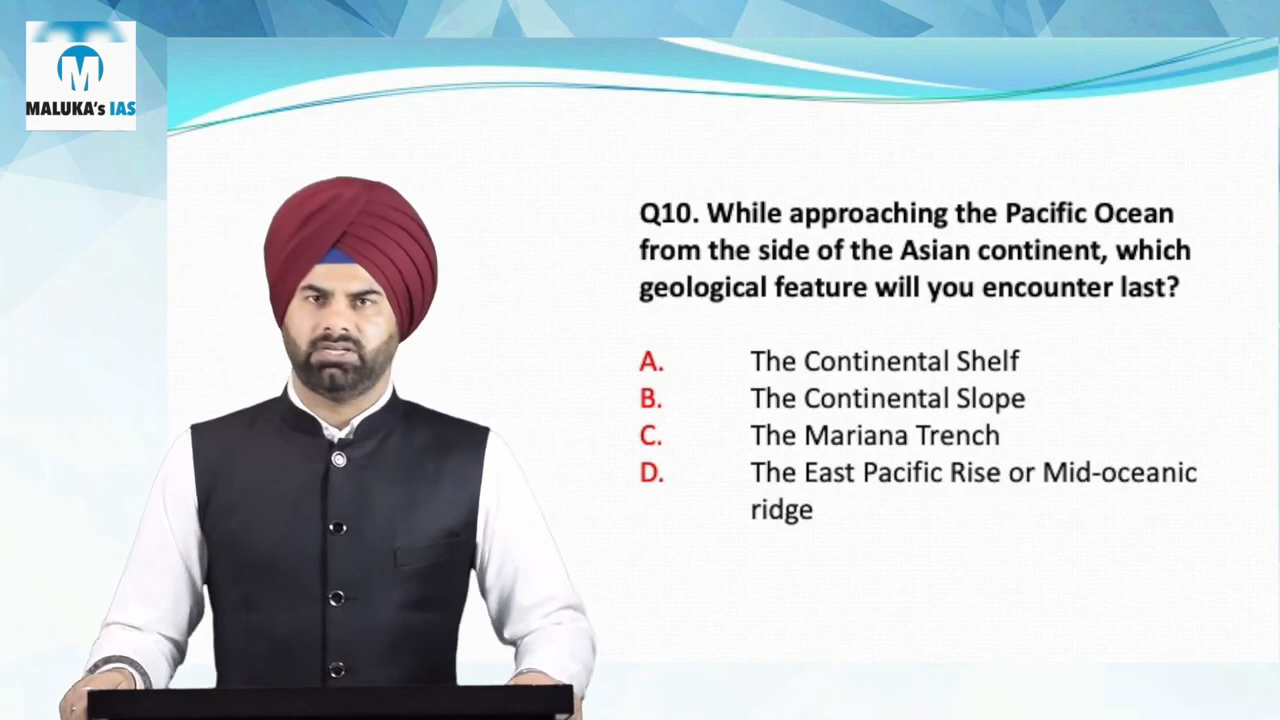 M
MALUKA's IAS
Q10. While approaching the Pacific Ocean
from the side of the Asian continent, which
geological feature will you encounter last?
A. The Continental Shelf
B. The Continental Slope
C. The Mariana Trench
D. The East Pacific Rise or Mid-oceanic
ridge